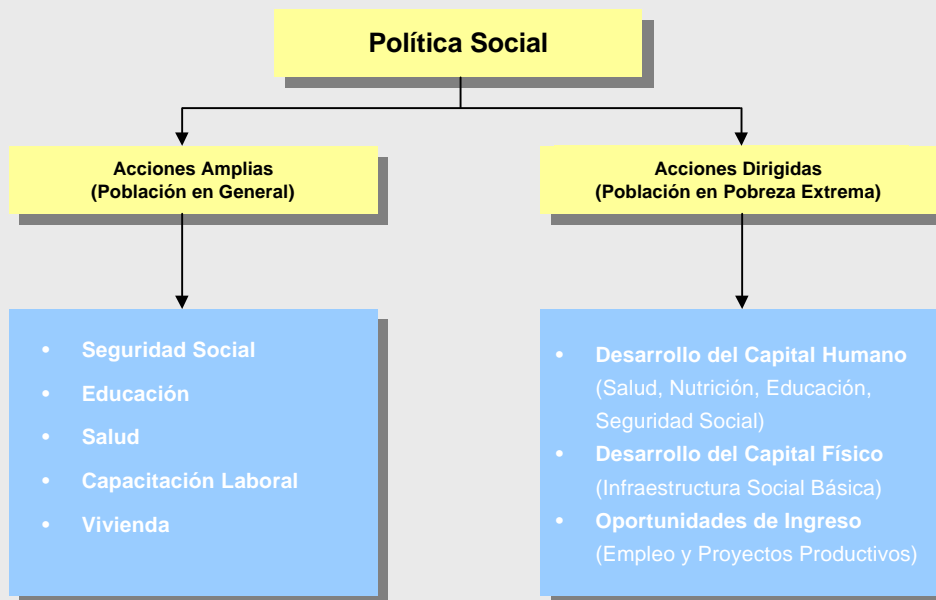 Política Social
Acciones Amplias
(Población en General)
Acciones Dirigidas
(Población en Pobreza Extrema)
• Seguridad Social
• Educación
• Salud
• Capacitación Laboral
• Vivienda
• Desarrollo del Capital Humano
(Salud, Nutrición, Educación,
Seguridad Social)
• Desarrollo del Capital Físico
(Infraestructura Social Básica)
• Oportunidades de Ingreso
(Empleo y Proyectos Productivos)